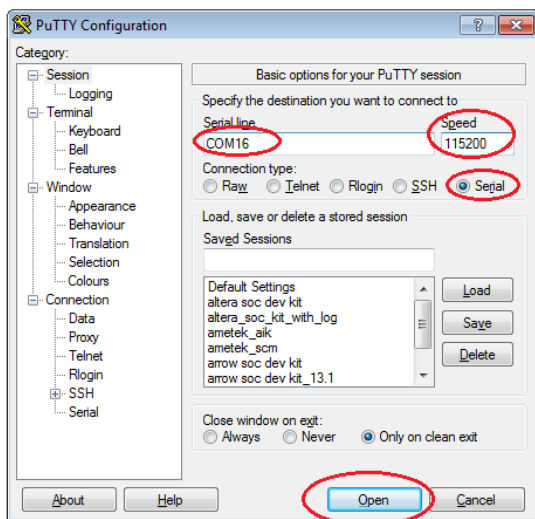 PuTTY Configuration
Category:
Session
Logging
Terminal
Keyboard
Bell
Features
Window
Appearance
Behaviour
Translation
Selection
Colours
Connection
Data
Proxy
Telnet
Rlogin
SSH
Serial
Basic options for your PuTTY session
Specify the destination you want to connect to
Serial line
Speed
COM16
115200
Connection type:
Raw Telnet Rlogin SSH Serial
Load, save or delete a stored session
Saved Sessions
Default Settings
altera soc dev kit
altera_soc_kit_with_log
ametek_aik
ametek_scm
arrow soc dev kit
arrow soc dev kit_13.1
Load
Save
Delete
Close window on exit:
Always Never Only on clean exit
About Help Open Cancel